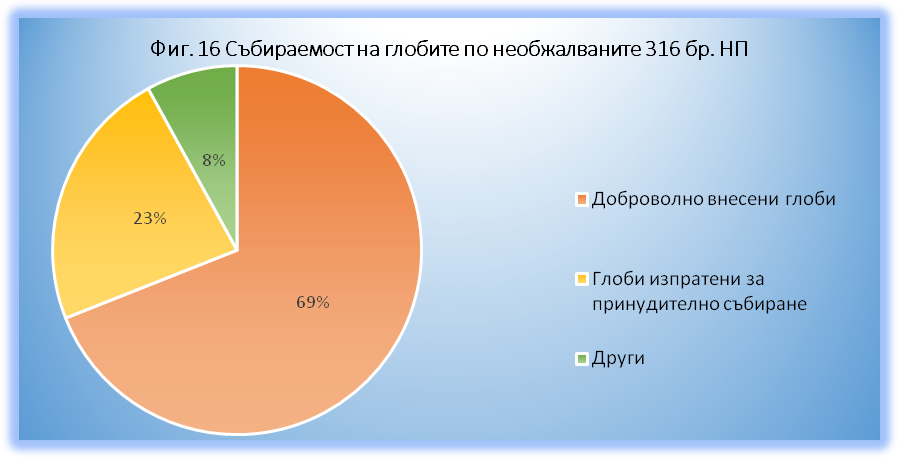 Фиг. 16 Събираемост на глобите по необжалваните 316 бр. НП
8%
23%
69%
Доброволно внесени глоби
Глоби изпратени за
принудително събиране
Други